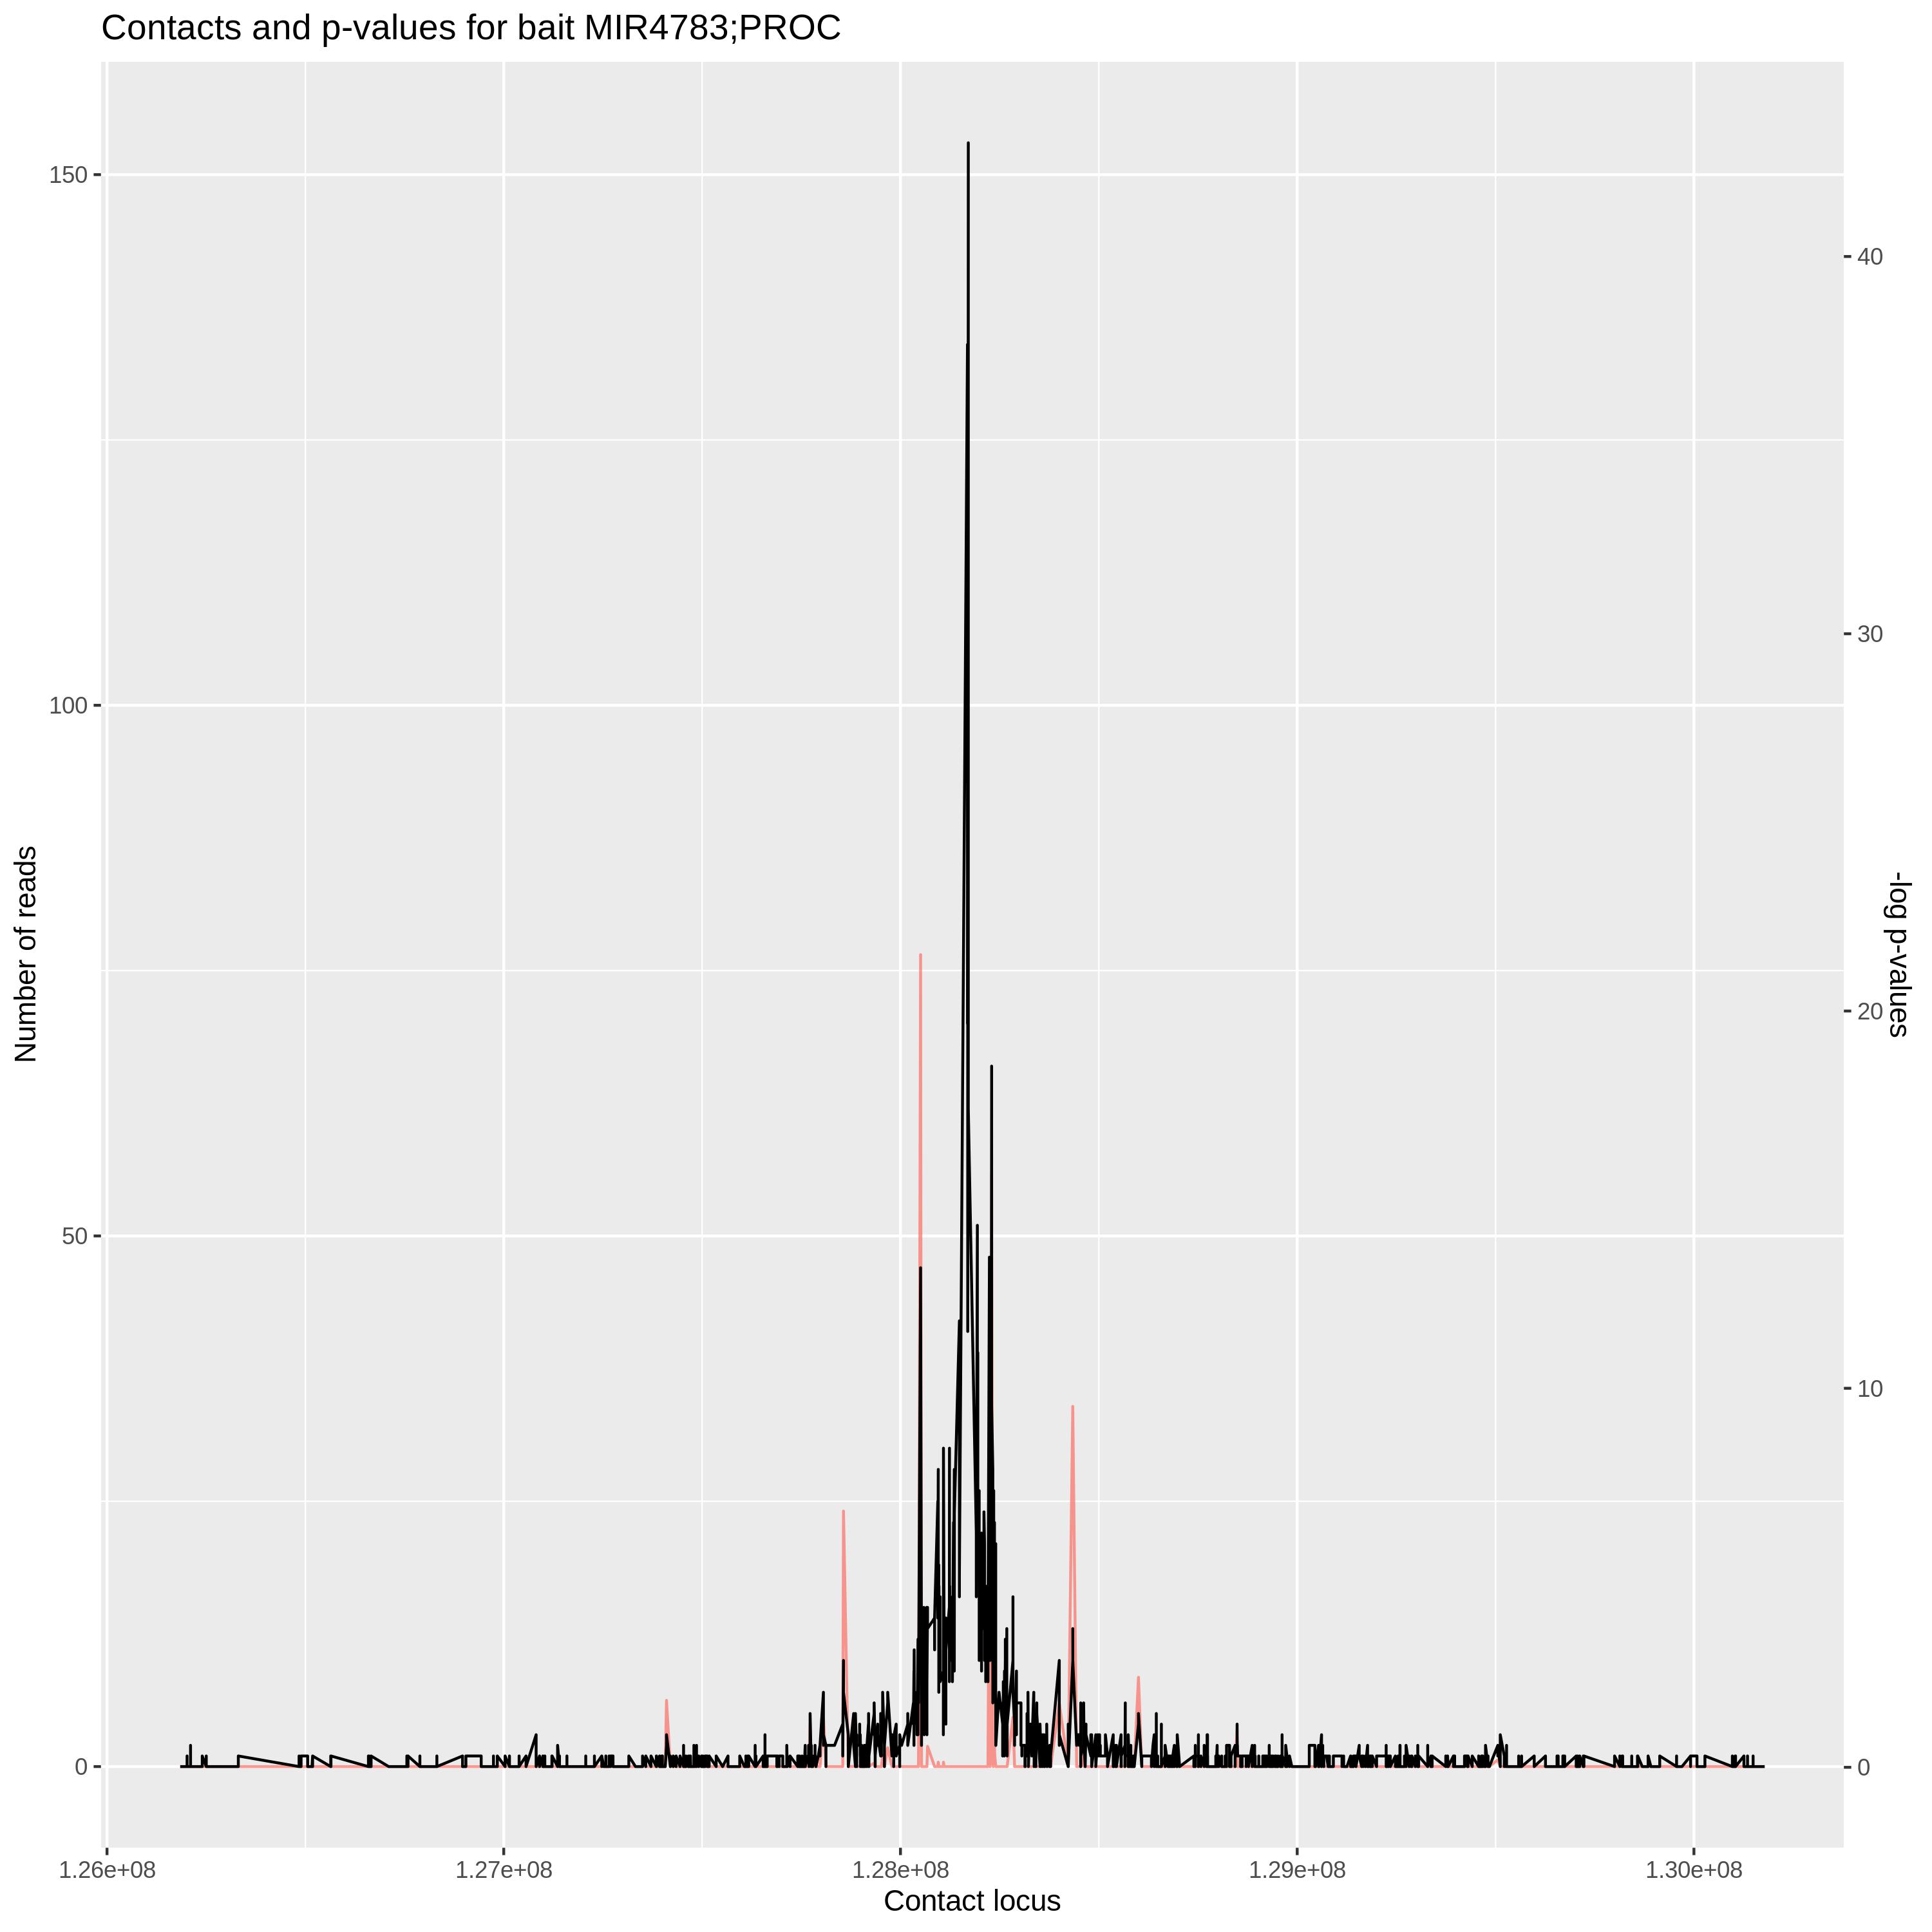 Contacts and p-values for bait MIR4783;PROC
150
100
50
0
Number of reads
40
30
20
10
0
-log p-values
1.26e+08
1.27e+08
1.28e+08
1.29e+08
1.30e+08
Contact locus